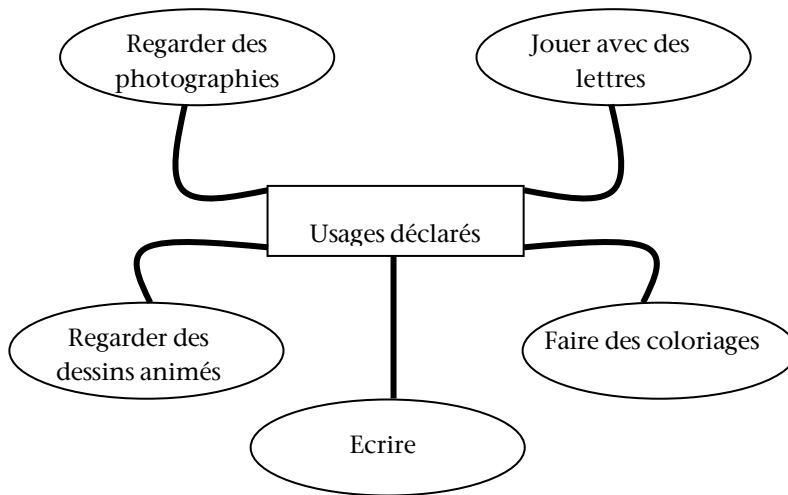 Regarder des
photographies
Jouer avec des
lettres
Usages déclarés
Regarder des
dessins animés
Faire des coloriages
Ecrire